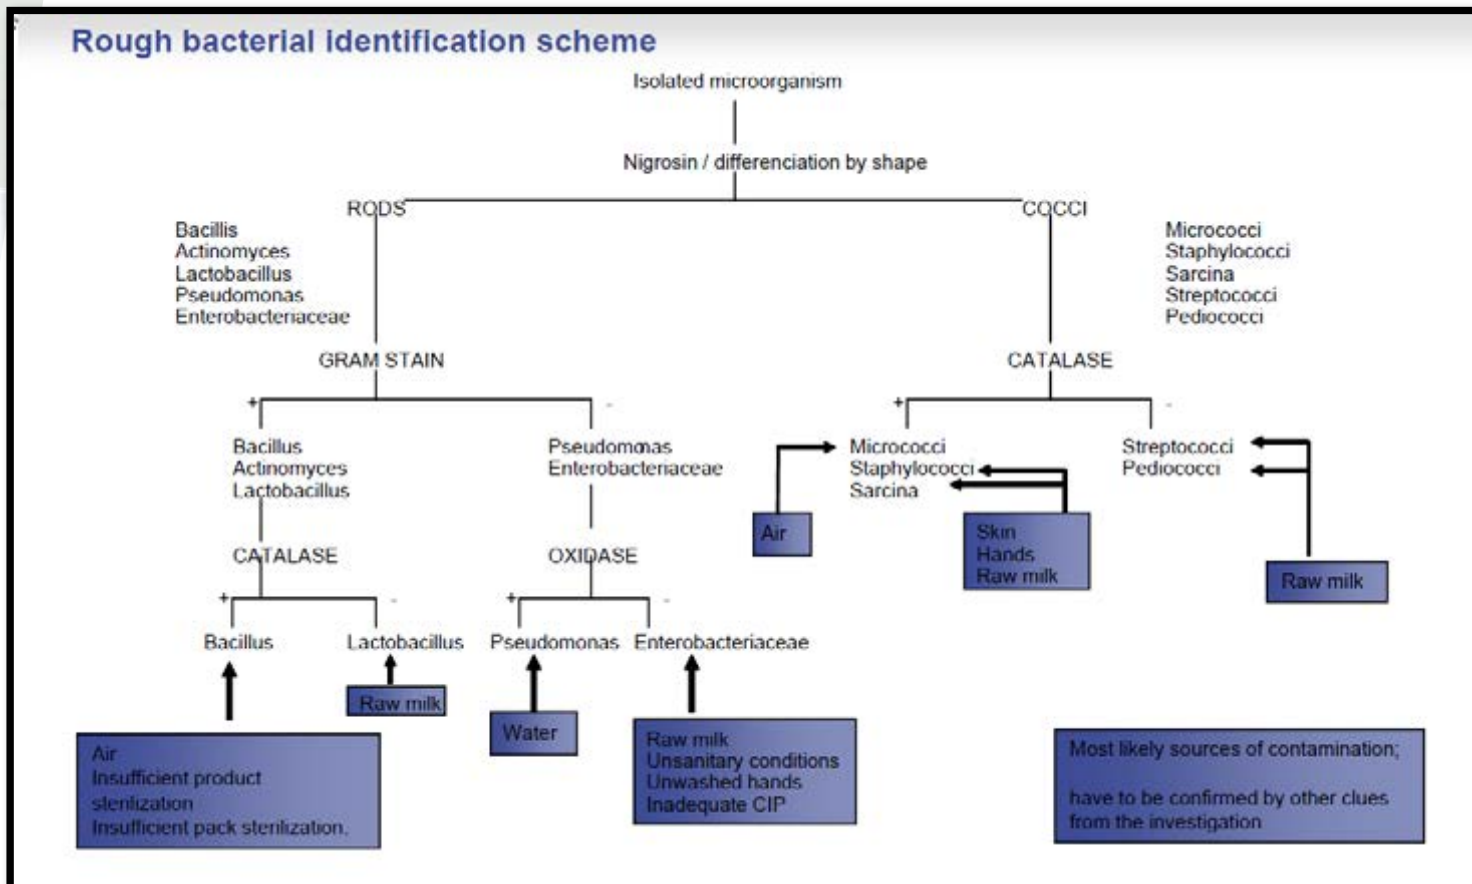 Rough bacterial identification scheme
Isolated microorganism
Nigrosin / differenciation by shape
RODS
COCCI
Bacillis
Actinomyces
Lactobacillus
Pseudomonas
Enterobacteriaceae
Micrococci
Staphylococci
Sarcina
Streptococci
Pediococci
GRAM STAIN
CATALASE
+
-
+
-
Bacillus
Actinomyces
Lactobacillus
Pseudomonas
Enterobacteriaceae
Micrococci
Staphylococci
Sarcina
Streptococci
Pediococci
Air
Skin
Hands
Raw milk
Raw milk
CATALASE
OXIDASE
+
-
+
-
Bacillus
Lactobacillus
Pseudomonas
Enterobacteriaceae
Raw milk
Water
Air
Insufficient product
sterilization
Insufficient pack sterilization.
Raw milk
Unsanitary conditions
Unwashed hands
Inadequate CIP
Most likely sources of contamination;
have to be confirmed by other clues
from the investigation